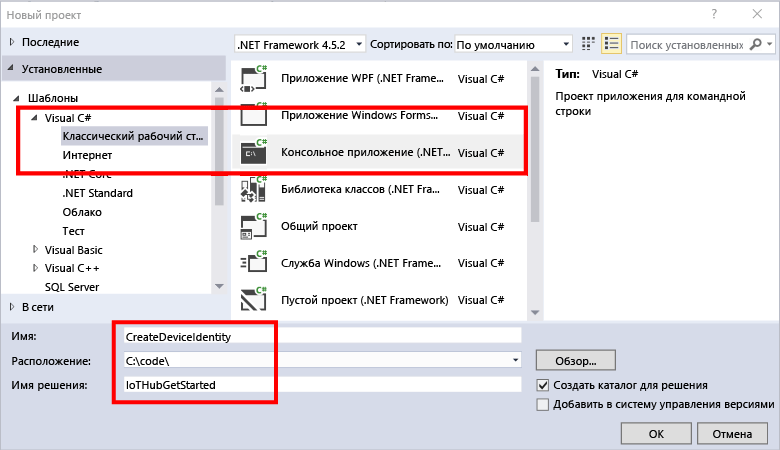 Новый проект
? ×
Последние
Установленные
Шаблоны
Visual C#
Классический рабочий ст...
Интернет
.NET Core
.NET Standard
Облако
Тест
Visual Basic
Visual C++
SQL Server
В сети
.NET Framework 4.5.2 Сортировать по: По умолчанию
Поиск установленных
C# Приложение WPF (.NET Frame... Visual C#
C# Приложение Windows Forms... Visual C#
C# C:\ Консольное приложение (.NET... Visual C#
C# Библиотека классов (.NET Fra... Visual C#
C# Общий проект Visual C#
C# Служба Windows (.NET Frame... Visual C#
C# Пустой проект (.NET Framework) Visual C#
Тип: Visual C#
Проект приложения для командной
строки
Имя: CreateDeviceIdentity
Расположение: C:\code\
Обзор...
Имя решения: IoTHubGetStarted
Создать каталог для решения
Добавить в систему управления версиями
OK Отмена